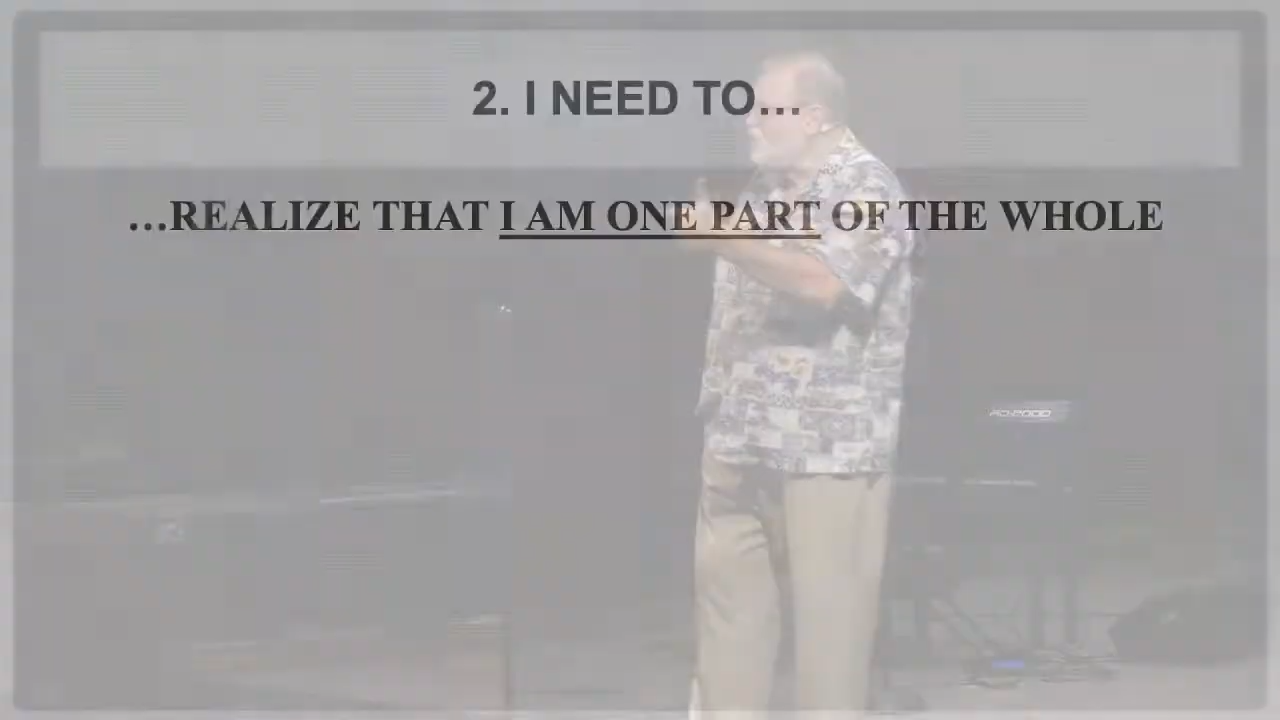 2. I NEED TO...
...REALIZE THAT I AM ONE PART OF THE WHOLE